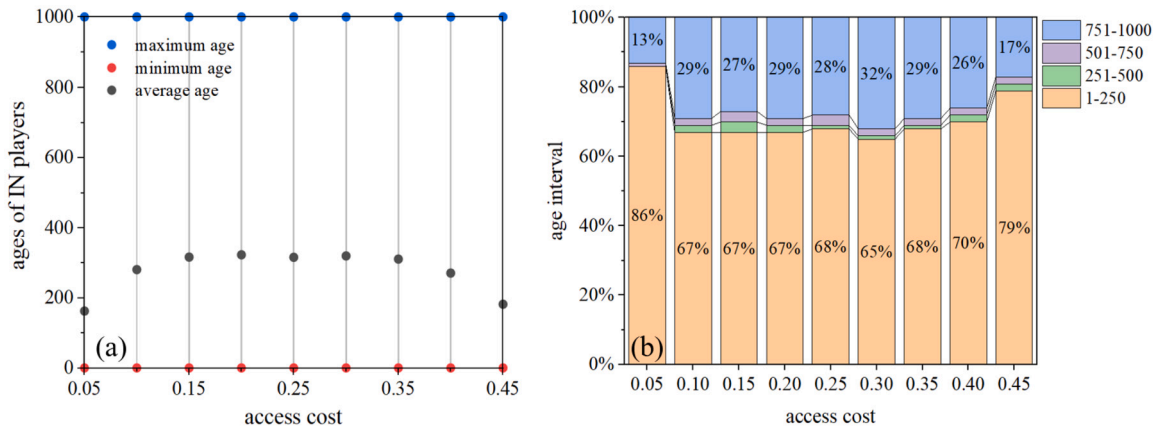 1000
800
600
400
200
0
ages of IN players
maximum age
minimum age
average age
(a)
0.05 0.15 0.25 0.35 0.45
access cost
100%
80%
60%
40%
20%
0%
age interval
13% 29% 27% 29% 28% 32% 29% 26% 17%
86% 67% 67% 67% 68% 65% 68% 70% 79%
(b)
0.05 0.10 0.15 0.20 0.25 0.30 0.35 0.40 0.45
access cost
751-1000
501-750
251-500
1-250